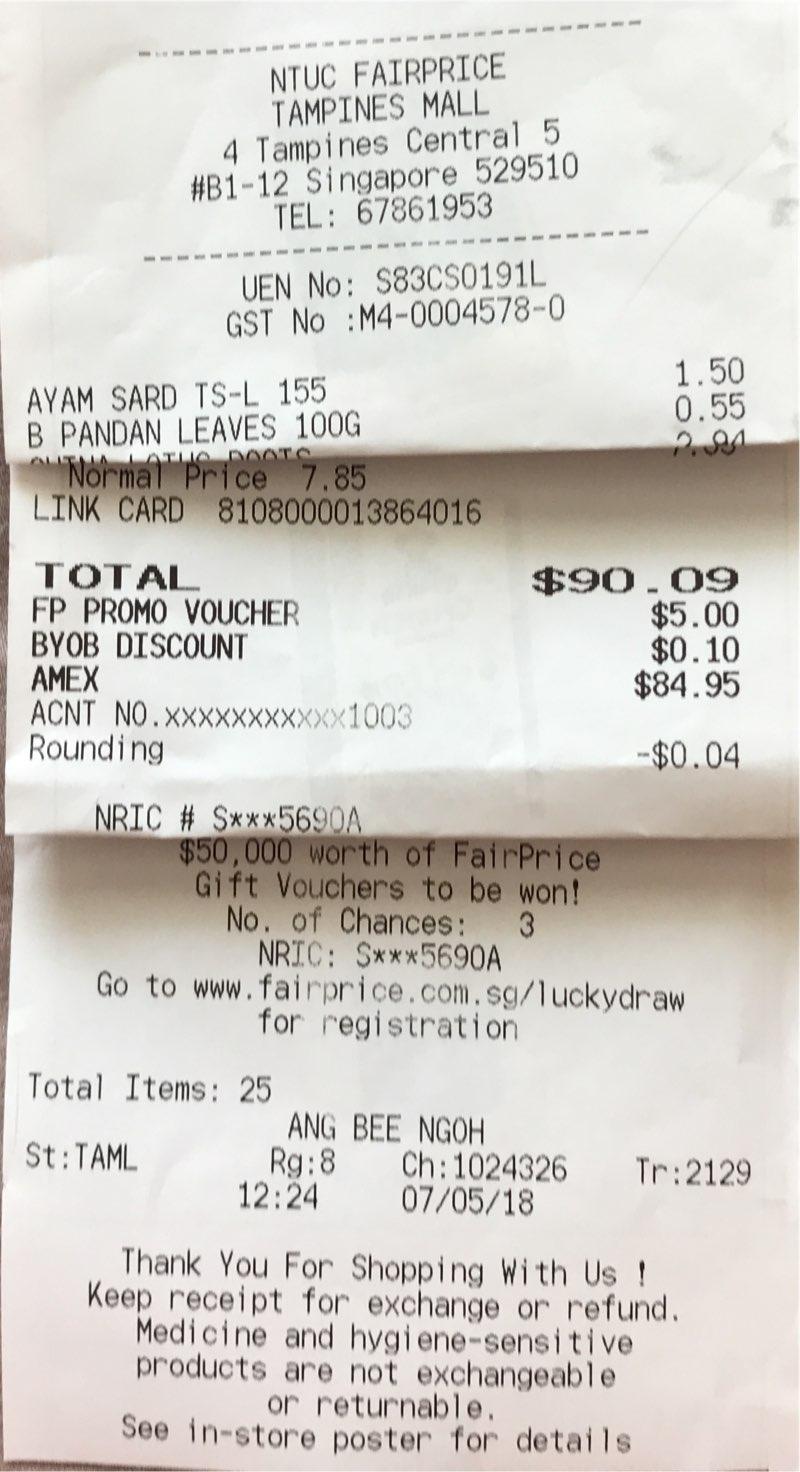 NTUC FAIRPRICE
TAMPINES MALL
4 Tampines Central 5
#B1-12 Singapore 529510
TEL: 67861953
UEN No: S83CS0191L
GST No :M4-0004578-0
AYAM SARD TS-L 155 1.50
B PANDAN LEAVES 100G 0.55
Normal Price 7.85
LINK CARD 8108000013864016
TOTAL $90.09
FP PROMO VOUCHER $5.00
BYOB DISCOUNT $0.10
AMEX $84.95
ACNT NO.xxxxxxxxxxxx1003
Rounding -$0.04
NRIC # S***5690A
$50,000 worth of FairPrice
Gift Vouchers to be won!
No. of Chances: 3
NRIC: S***5690A
Go to www.fairprice.com.sg/luckydraw
for registration
Total Items: 25
ANG BEE NGOH
St:TAML Rg:8 Ch:1024326 Tr:2129
12:24 07/05/18
Thank You For Shopping With Us !
Keep receipt for exchange or refund.
Medicine and hygiene-sensitive
products are not exchangeable
or returnable.
See in-store poster for details